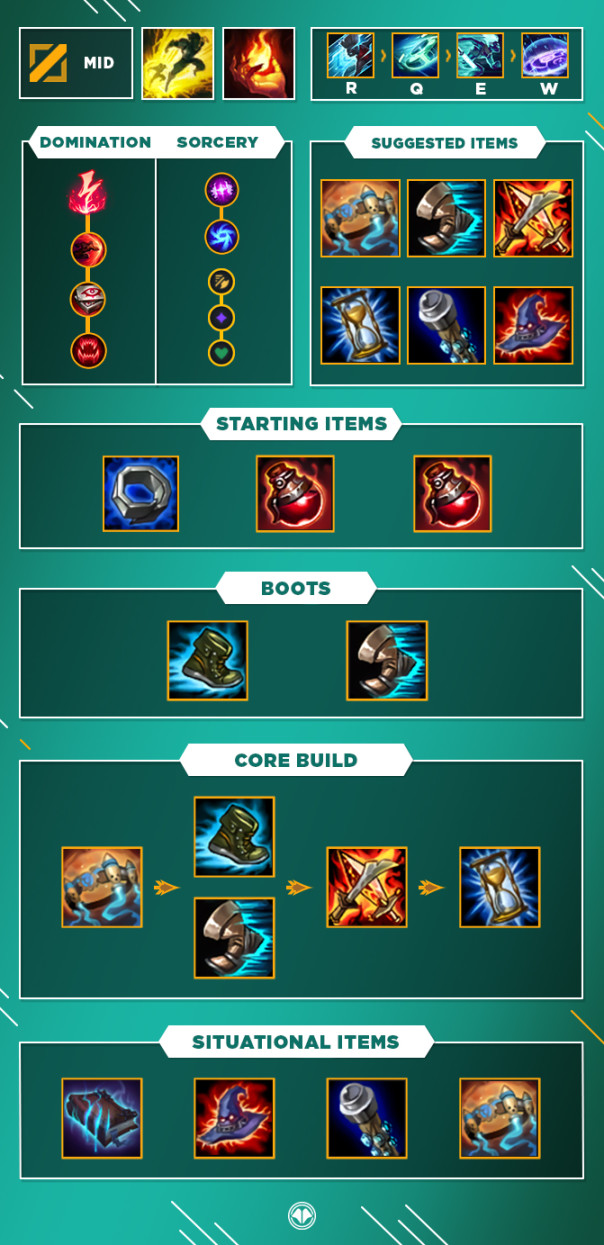 MID
R Q E W
DOMINATION SORCERY
SUGGESTED ITEMS
STARTING ITEMS
BOOTS
CORE BUILD
SITUATIONAL ITEMS